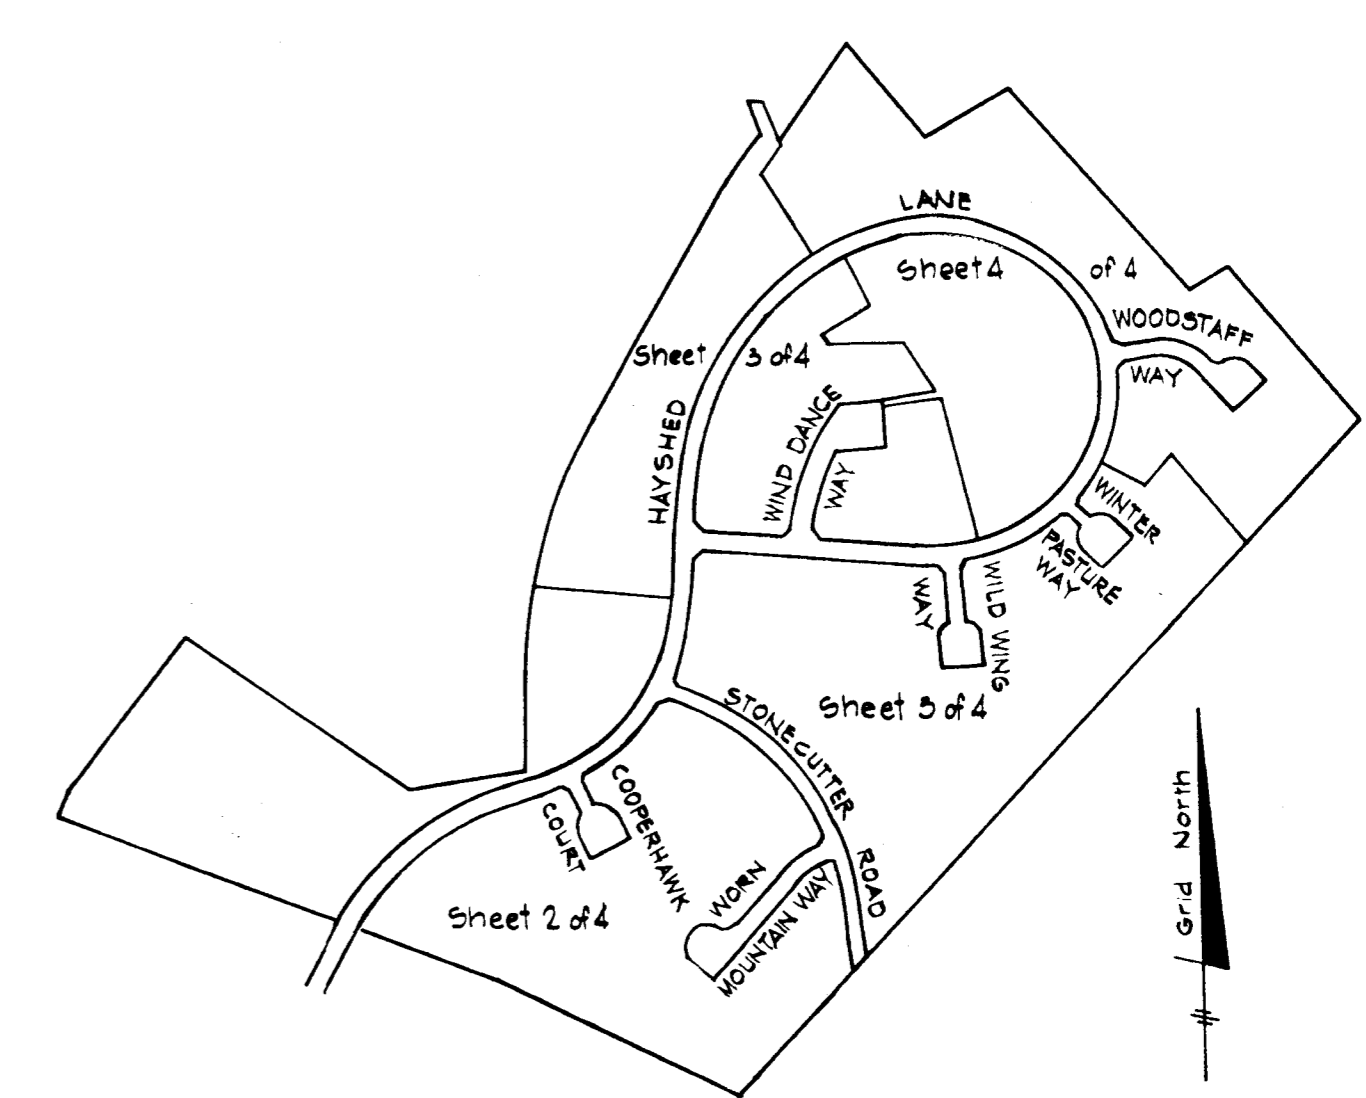 LANE
Sheet 4
of 4
WOODSTAFF
WAY
Sheet
3 of 4
HAYSHED
WIND DANCE
WAY
WINTER
PASTURE
WAY
WILD WING
WAY
Sheet 3 of 4
STONECUTTER
ROAD
COOPERHAWK
COURT
WORN
MOUNTAIN WAY
Sheet 2 of 4
Grid North